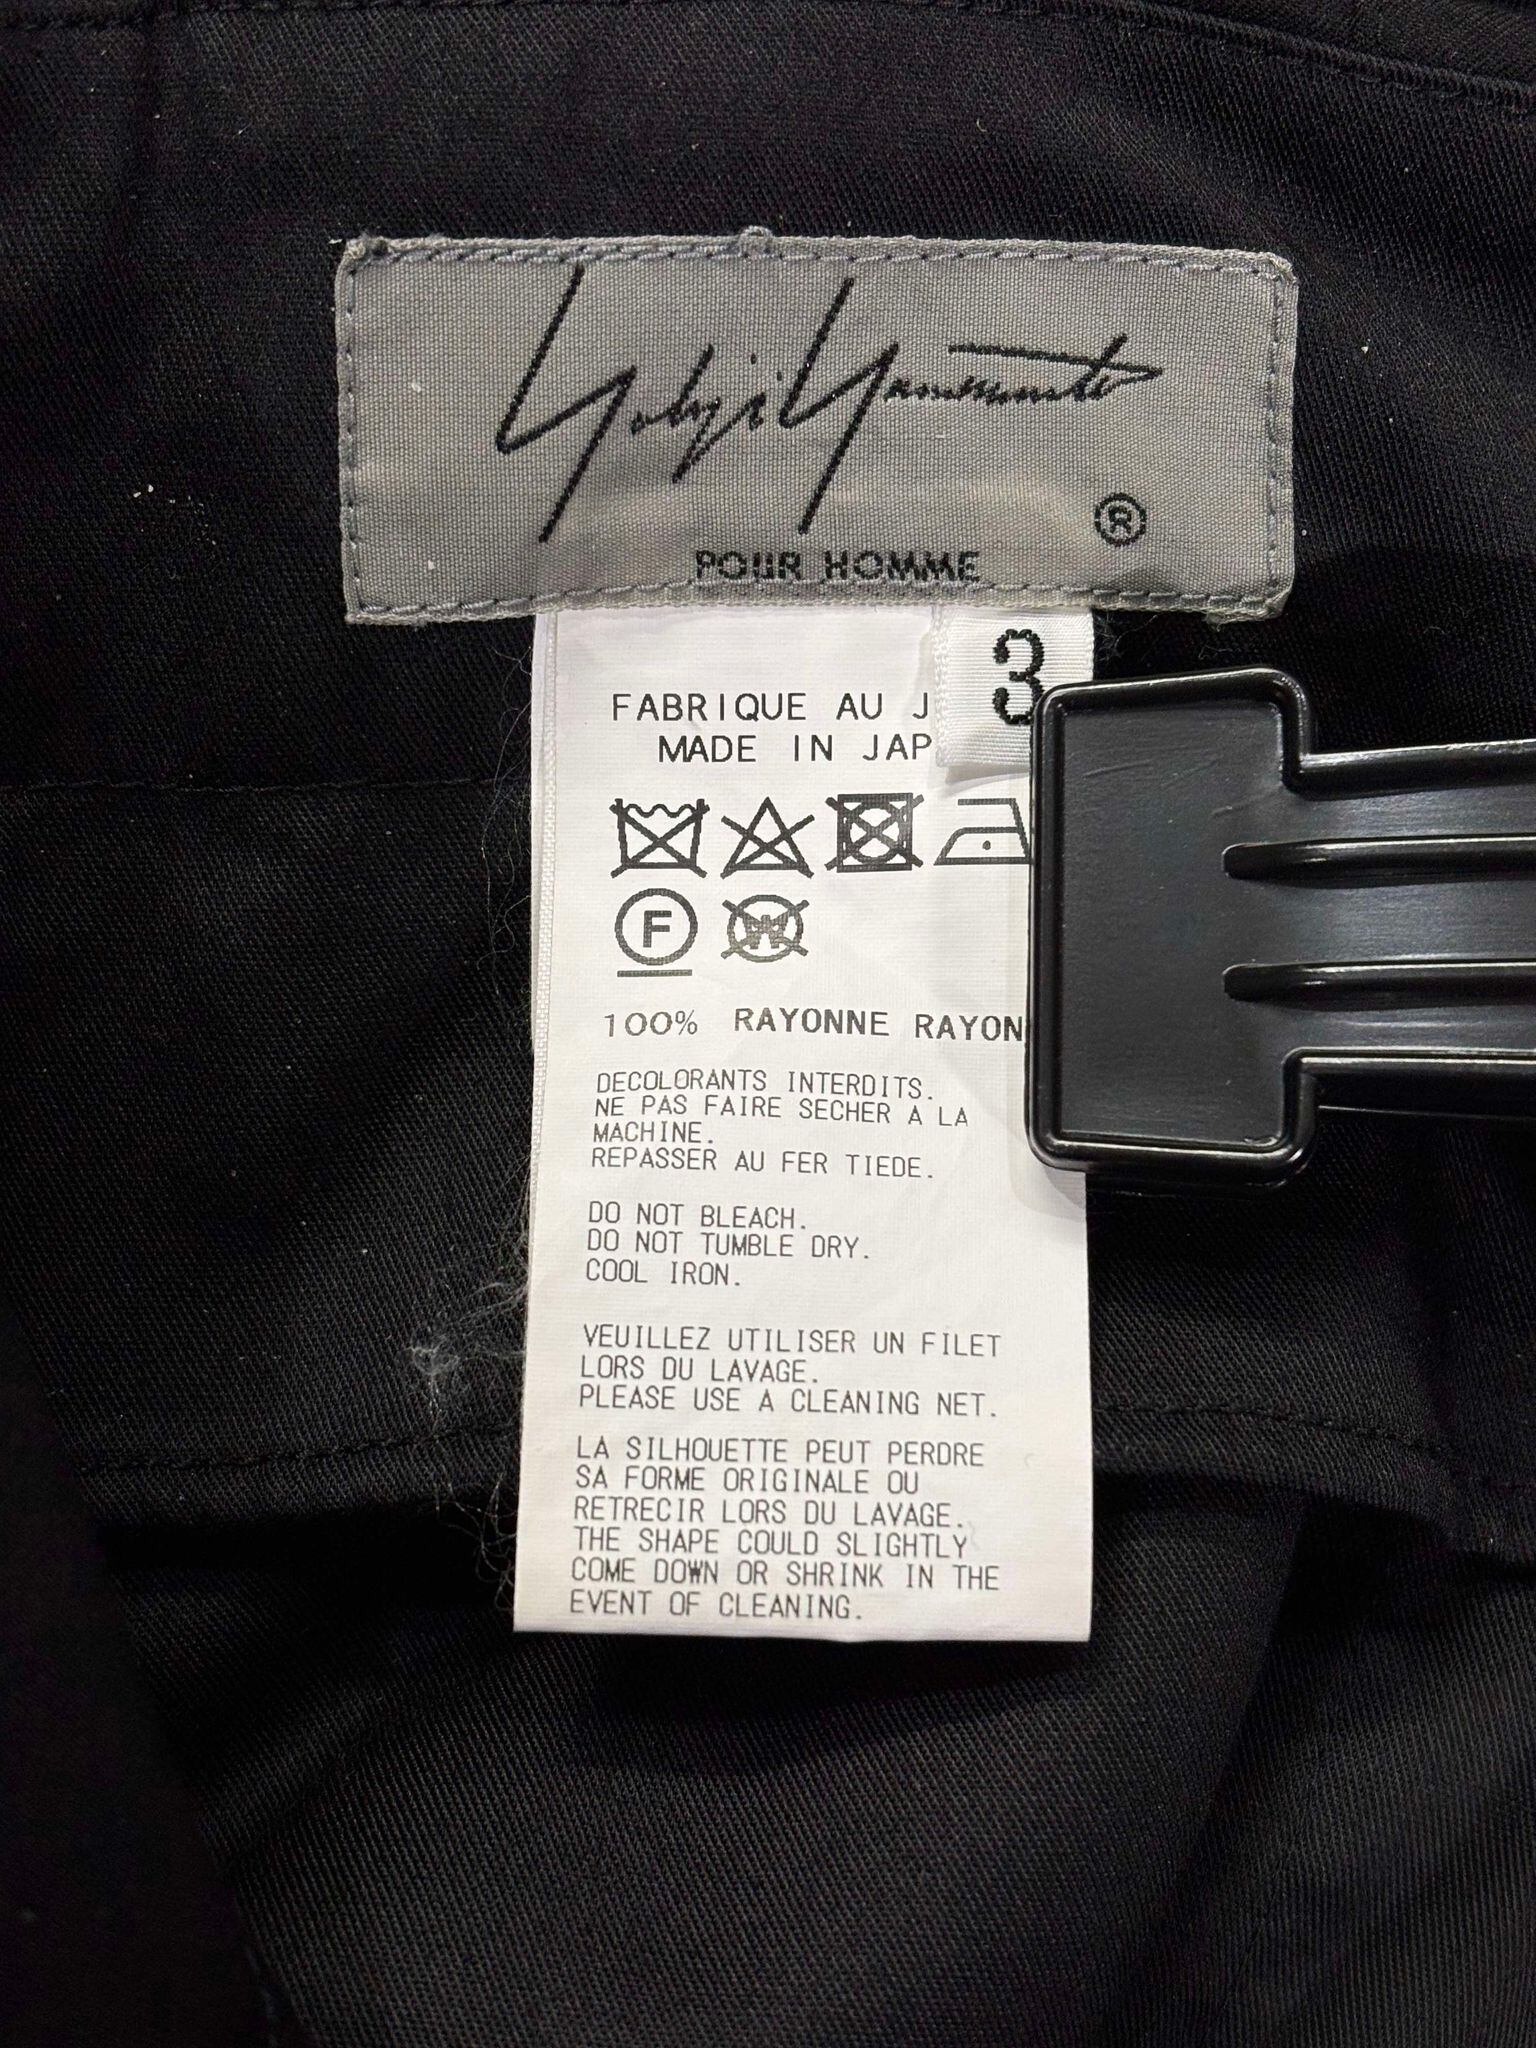 Yohji Yamamoto
®
POUR HOMME
3
FABRIQUE AU J
MADE IN JAP
F W
100% RAYONNE RAYON
DECOLORANTS INTERDITS.
NE PAS FAIRE SECHER A LA
MACHINE.
REPASSER AU FER TIEDE.
DO NOT BLEACH.
DO NOT TUMBLE DRY.
COOL IRON.
VEUILLEZ UTILISER UN FILET
LORS DU LAVAGE.
PLEASE USE A CLEANING NET.
LA SILHOUETTE PEUT PERDRE
SA FORME ORIGINALE OU
RETRECIR LORS DU LAVAGE.
THE SHAPE COULD SLIGHTLY
COME DOWN OR SHRINK IN THE
EVENT OF CLEANING.